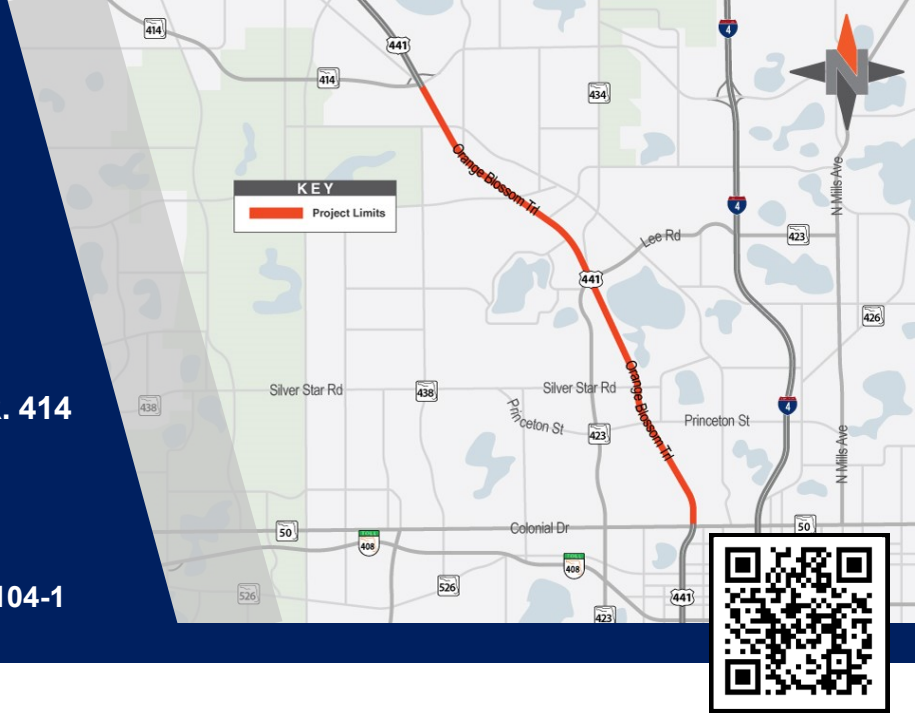 414
441
4
414
434
KEY
Project Limits
Orange Blossom Trl
N Mills Ave
4
Lee Rd
423
441
426
. 414
Silver Star Rd
438
438
Silver Star Rd
Princeton St
423
Orange Blossom Trl
Princeton St
4
N Mills Ave
50
Colonial Dr
50
TOLL
408
TOLL
408
104-1
526
526
423
441
N